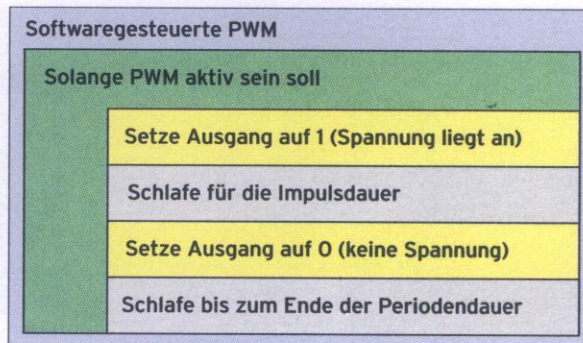 Softwaregesteuerte PWM
Solange PWM aktiv sein soll
Setze Ausgang auf 1 (Spannung liegt an)
Schlafe für die Impulsdauer
Setze Ausgang auf 0 (keine Spannung)
Schlafe bis zum Ende der Periodendauer